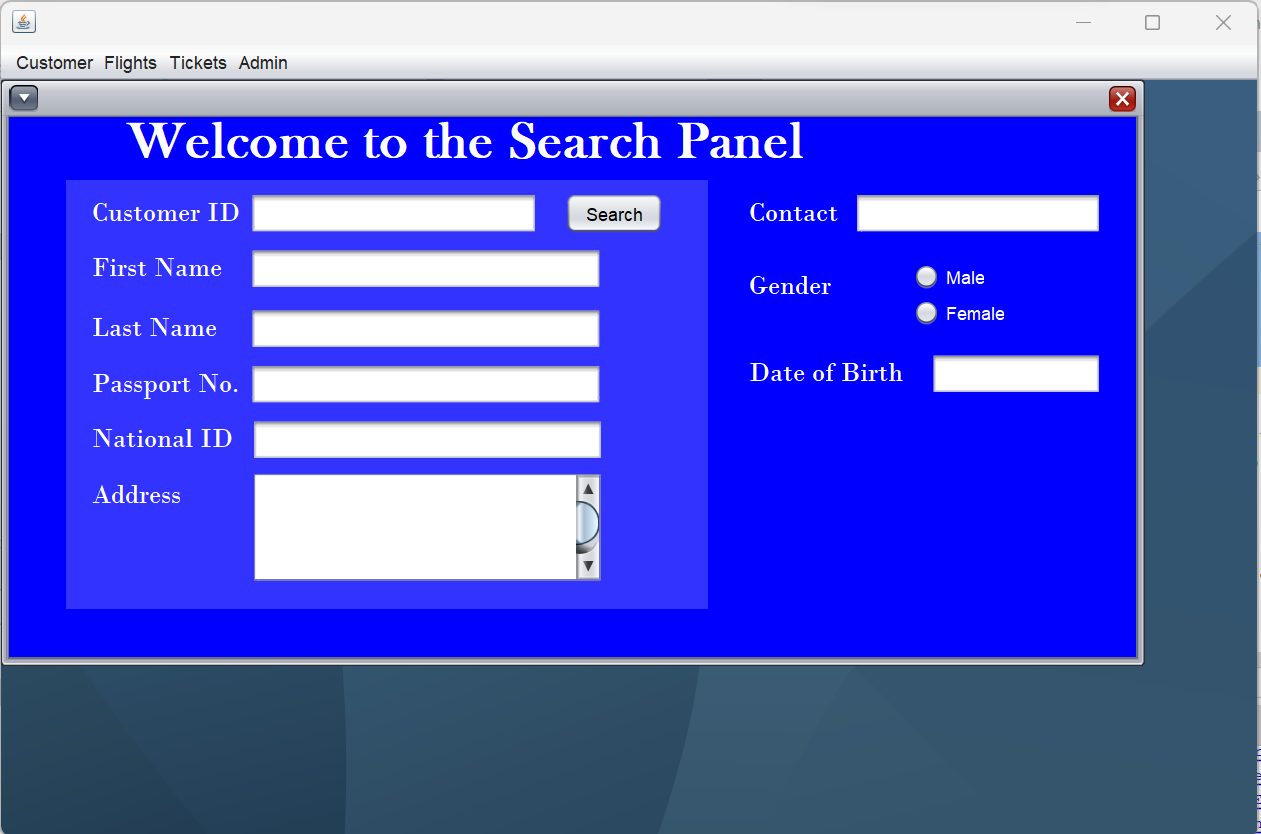 Customer Flights Tickets Admin
Welcome to the Search Panel
Customer ID
Search
First Name
Last Name
Passport No.
National ID
Address
Contact
Gender
Male
Female
Date of Birth